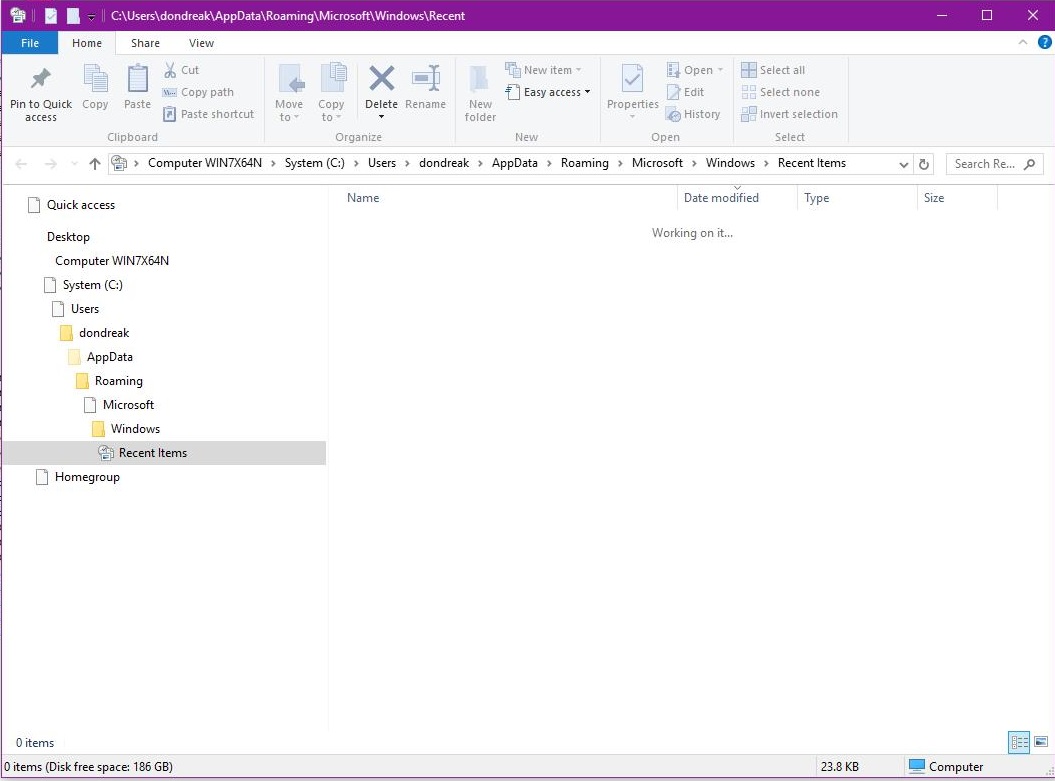 C:\Users\dondreak\AppData\Roaming\Microsoft\Windows\Recent
File Home Share View
Pin to Quick access
Copy
Paste
Cut
Copy path
Paste shortcut
Clipboard
Move to
Copy to
Delete
Rename
Organize
New folder
New item
Easy access
New
Properties
Open
Edit
History
Open
Select all
Select none
Invert selection
Select
Computer WIN7X64N > System (C:) > Users > dondreak > AppData > Roaming > Microsoft > Windows > Recent Items
Search Re...
Quick access
Desktop
Computer WIN7X64N
System (C:)
Users
dondreak
AppData
Roaming
Microsoft
Windows
Recent Items
Homegroup
Name Date modified Type Size
Working on it...
0 items
0 items (Disk free space: 186 GB) 23.8 KB Computer